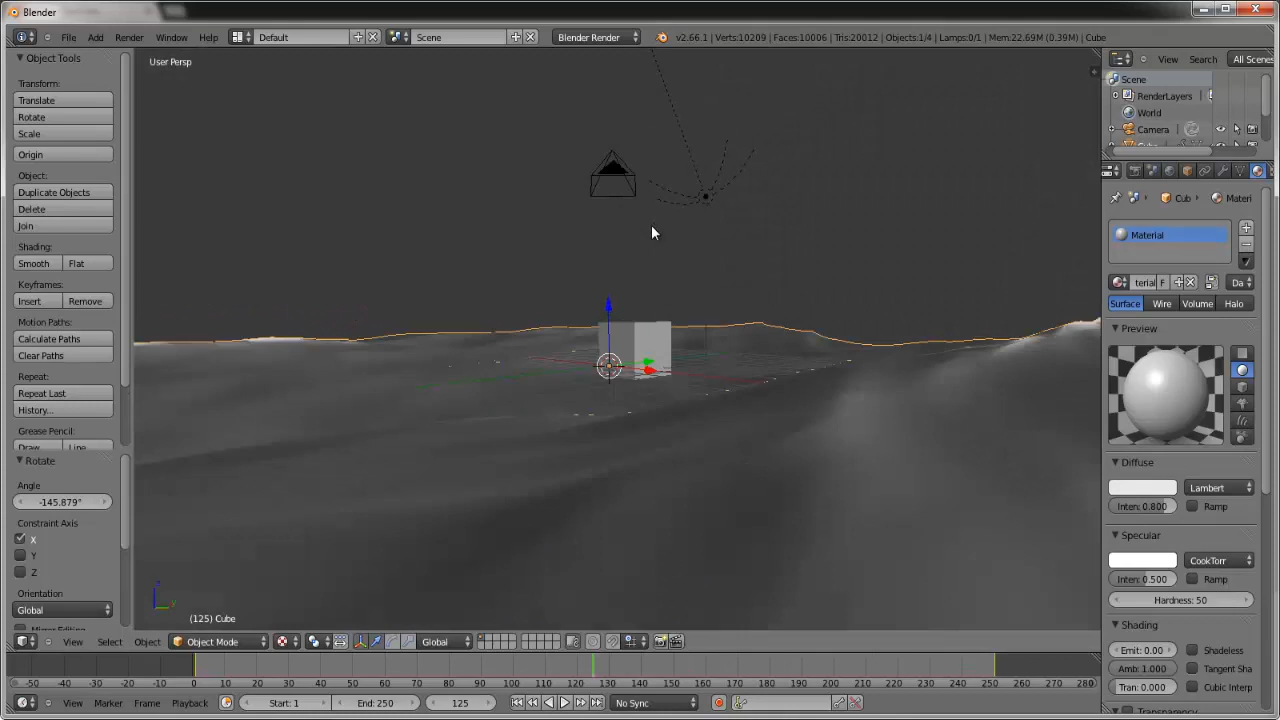 Blender
File Add Render Window Help Default Scene Blender Render v2.66.1 | Verts:10209 | Faces:10006 | Tris:20012 | Objects:1/4 | Lamps:0/1 | Mem:22.69M (0.39M) | Cube
Object Tools
Transform:
Translate
Rotate
Scale
Origin
Object:
Duplicate Objects
Delete
Join
Shading:
Smooth Flat
Keyframes:
Insert Remove
Motion Paths:
Calculate Paths
Clear Paths
Repeat:
Repeat Last
History...
Grease Pencil:
Draw Line
Rotate
Angle
-145.879°
Constraint Axis
X
Y
Z
Orientation
Global
User Persp
(125) Cube
View Select Object Object Mode Global
-50 -40 -30 -20 -10 0 10 20 30 40 50 60 70 80 90 100 110 120 130 140 150 160 170 180 190 200 210 220 230 240 250 260 270 280
View Marker Frame Playback Start: 1 End: 250 125 No Sync
View Search All Scenes
Scene
RenderLayers
World
Camera
Cub Materi
Material
terial F Da
Surface Wire Volume Halo
Preview
Diffuse
Lambert
Inten: 0.800 Ramp
Specular
CookTorr
Inten: 0.500 Ramp
Hardness: 50
Shading
Emit: 0.00 Shadeless
Amb: 1.000 Tangent Sha
Tran: 0.000 Cubic Interp